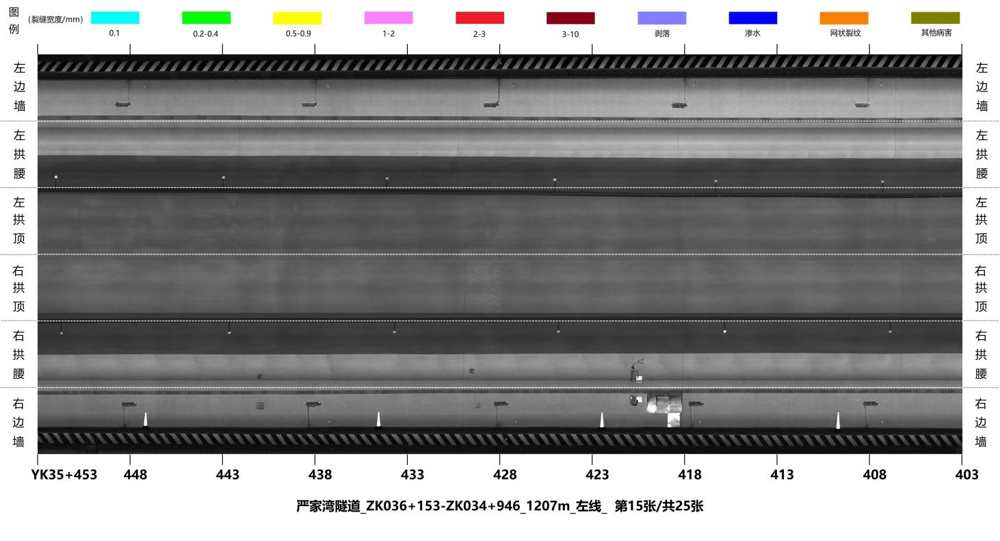 图例 (裂缝宽度/mm)
0.1 0.2-0.4 0.5-0.9 1-2 2-3 3-10 剥落 渗水 网状裂纹 其他病害
左边墙 左边墙
左拱腰 左拱腰
左拱顶 左拱顶
右拱顶 右拱顶
右拱腰 右拱腰
右边墙 右边墙
YK35+453 448 443 438 433 428 423 418 413 408 403
严家湾隧道_ZK036+153-ZK034+946_1207m_左线_ 第15张/共25张